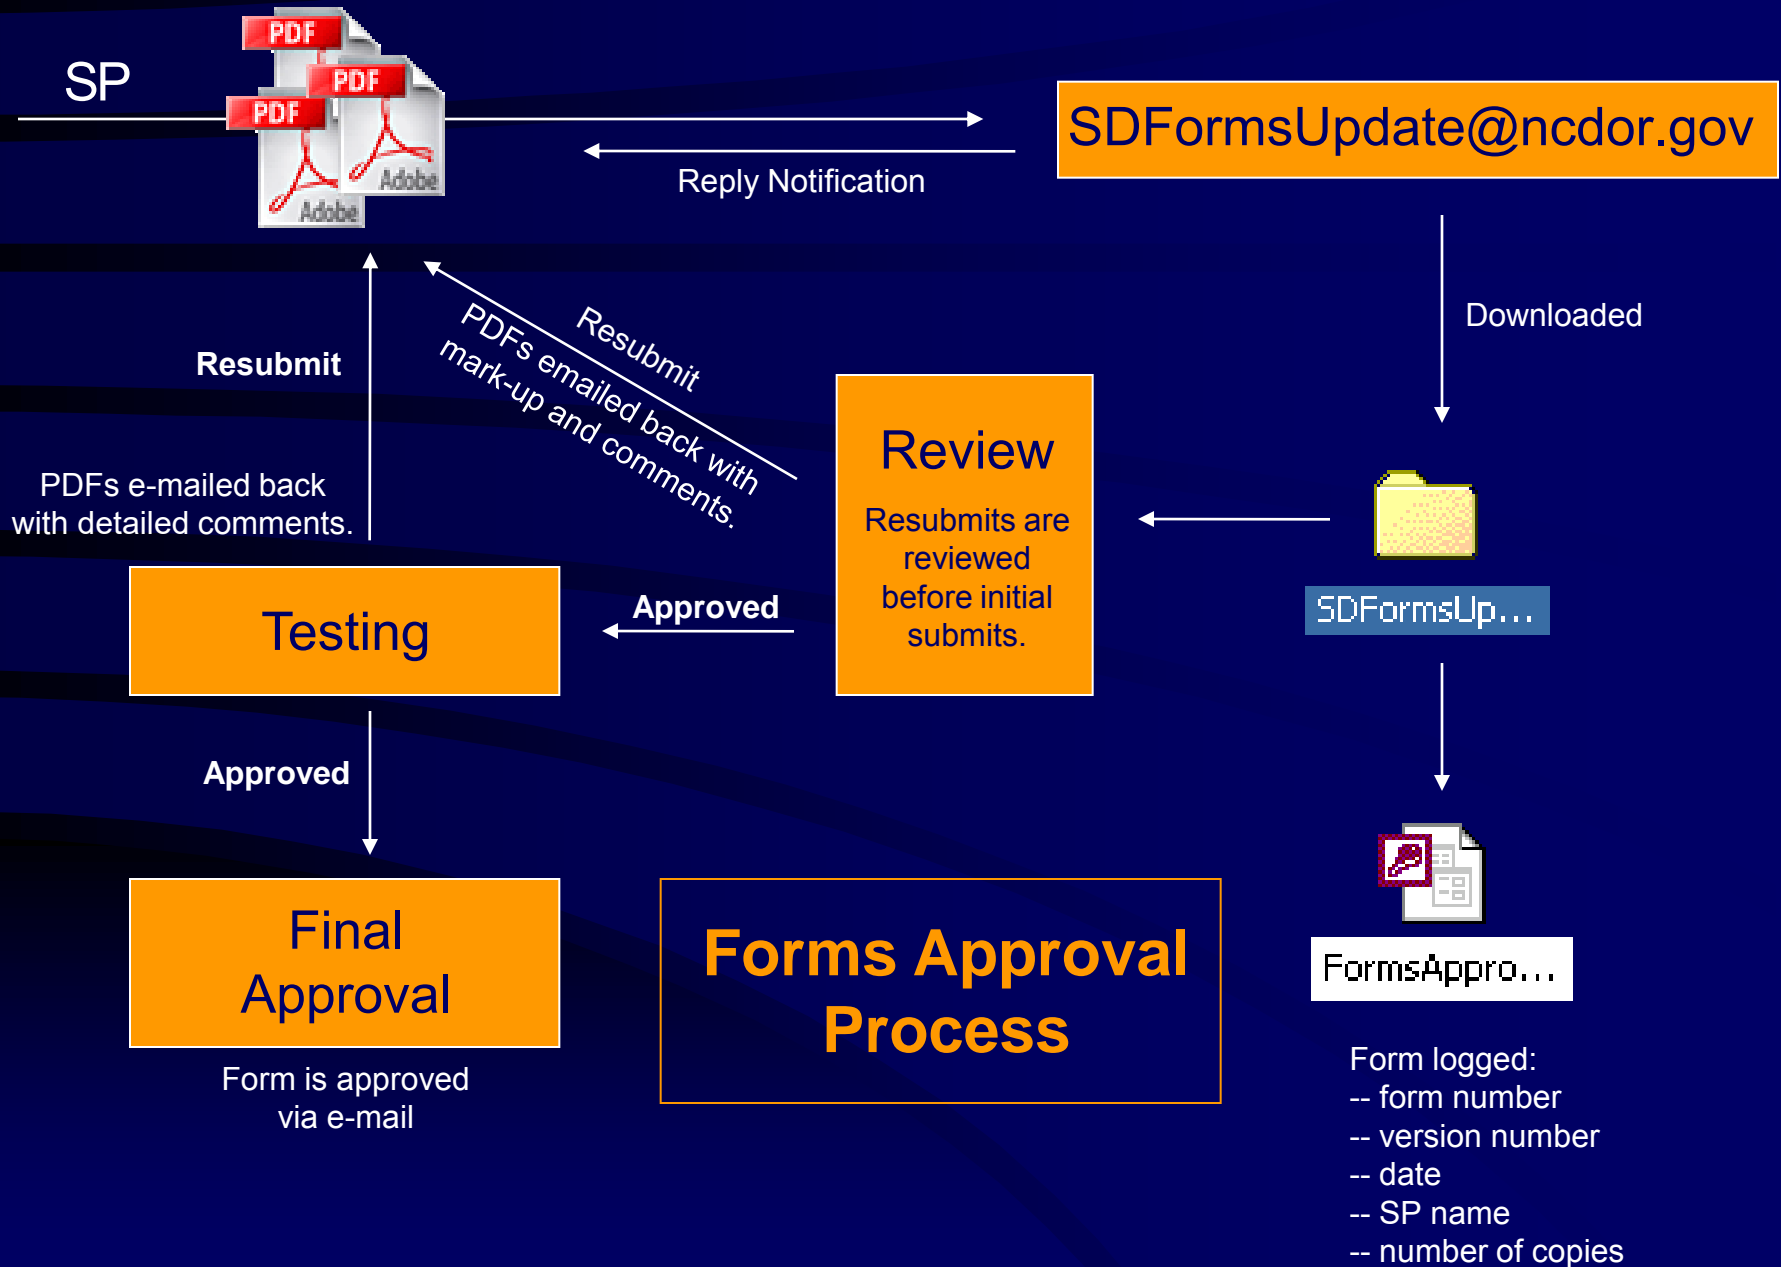 SP
PDF
PDF
PDF
Adobe
Adobe
SDFormsUpdate@ncdor.gov
Reply Notification
Downloaded
Resubmit
PDFs emailed back with
mark-up and comments.
Resubmit
PDFs e-mailed back
with detailed comments.
Review
Resubmits are
reviewed
before initial
submits.
SDFormsUp...
Approved
Testing
Approved
Final
Approval
Form is approved
via e-mail
Forms Approval
Process
FormsAppro...
Form logged:
-- form number
-- version number
-- date
-- SP name
-- number of copies